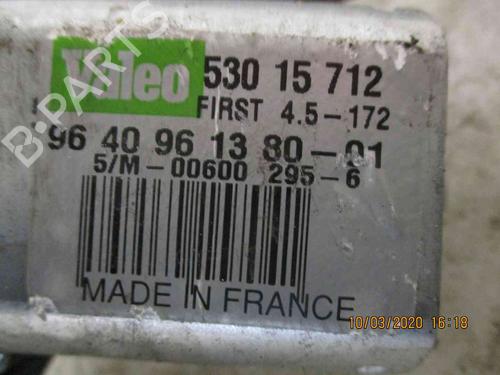 Valeo 530 15 712
FIRST 4.5-172
96 40 96 13 80-01
5/M-00600 295-6
MADE IN FRANCE
10/03/2020 16:18
B-PARTS